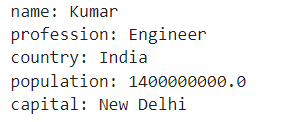 name: Kumar
profession: Engineer
country: India
population: 1400000000.0
capital: New Delhi